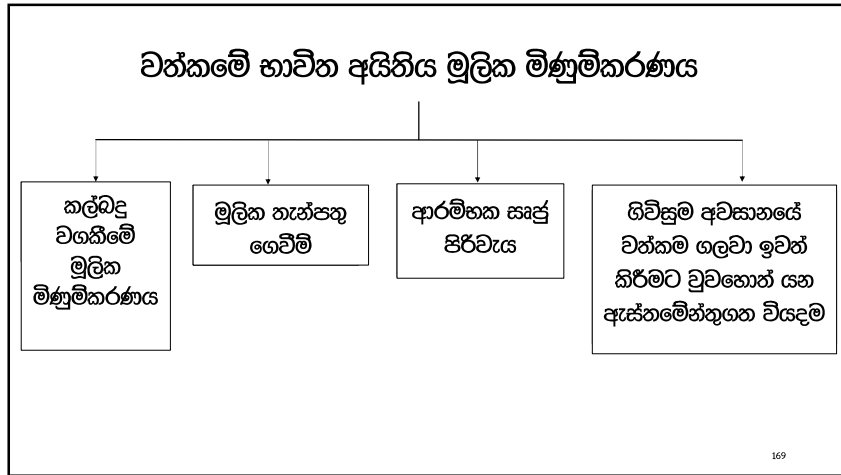 වත්කමේ භාවිත අයිතිය මූලික මිණුම්කරණය
කල්බදු
වගකීමේ
මූලික
මිණුම්කරණය
මූලික තැන්පතු
ගෙවීම්
ආරම්භක සෘජු
පිරිවැය
ගිවිසුම අවසානයේ
වත්කම ගලවා ඉවත්
කිරීමට වුවහොත් යන
ඇස්තමේන්තුගත වියදම
169